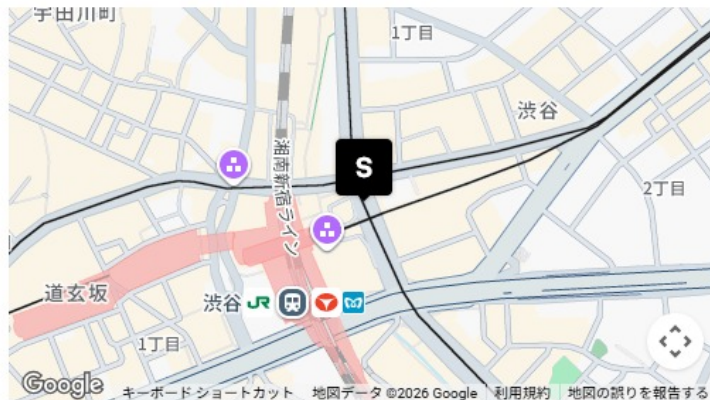 宇田川町
1丁目
渋谷
S
湘南新宿ライン
2丁目
道玄坂
渋谷 JR
1丁目
Google
キーボード ショートカット 地図データ ©2026 Google 利用規約 地図の誤りを報告する